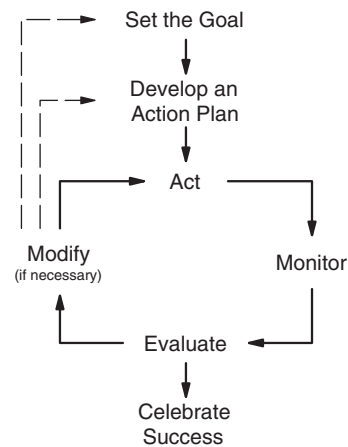 Set the Goal
Develop an
Action Plan
Act
Modify
(if necessary)
Monitor
Evaluate
Celebrate
Success